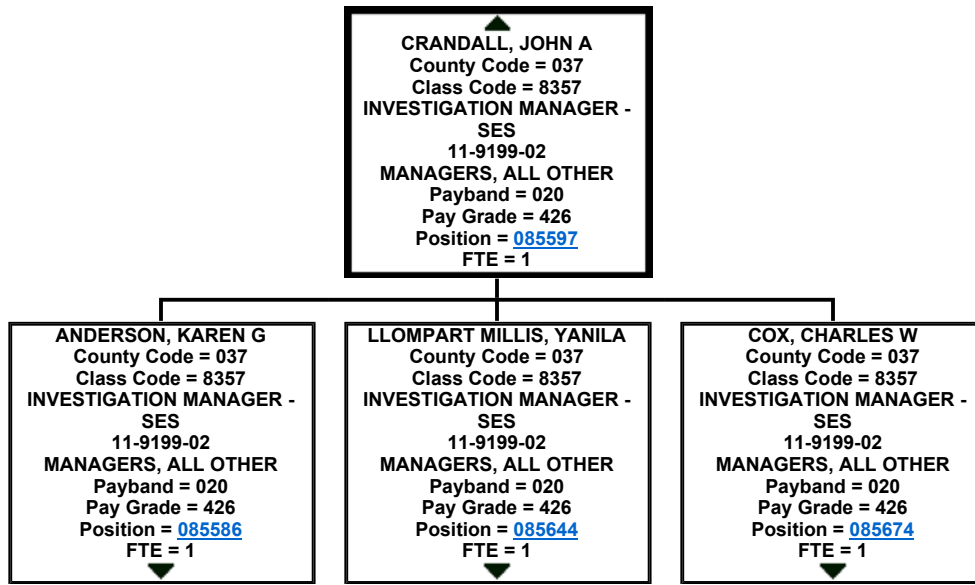 CRANDALL, JOHN A
County Code = 037
Class Code = 8357
INVESTIGATION MANAGER -
SES
11-9199-02
MANAGERS, ALL OTHER
Payband = 020
Pay Grade = 426
Position = 085597
FTE = 1
ANDERSON, KAREN G
County Code = 037
Class Code = 8357
INVESTIGATION MANAGER -
SES
11-9199-02
MANAGERS, ALL OTHER
Payband = 020
Pay Grade = 426
Position = 085586
FTE = 1
LLOMPART MILLIS, YANILA
County Code = 037
Class Code = 8357
INVESTIGATION MANAGER -
SES
11-9199-02
MANAGERS, ALL OTHER
Payband = 020
Pay Grade = 426
Position = 085644
FTE = 1
COX, CHARLES W
County Code = 037
Class Code = 8357
INVESTIGATION MANAGER -
SES
11-9199-02
MANAGERS, ALL OTHER
Payband = 020
Pay Grade = 426
Position = 085674
FTE = 1